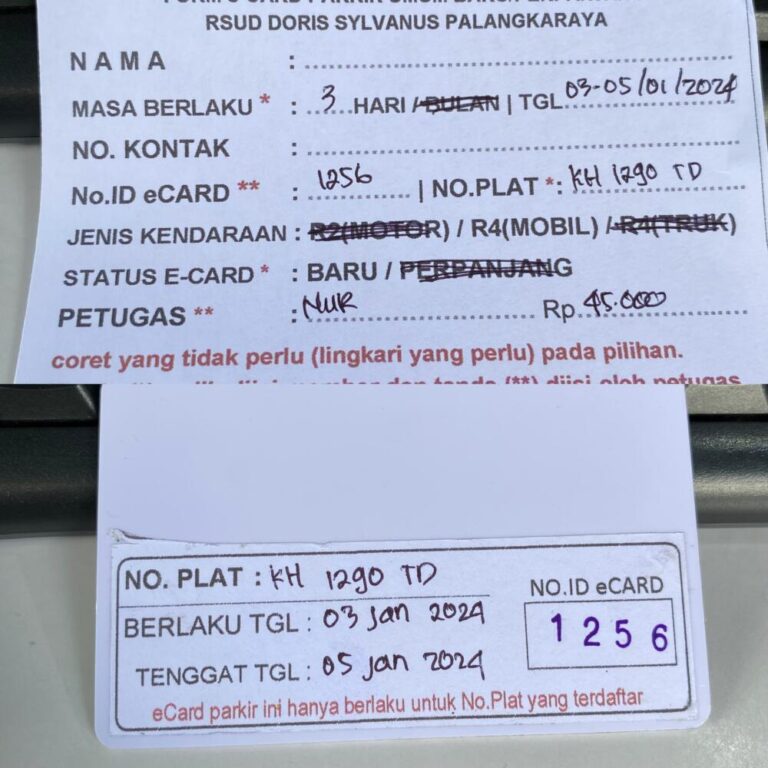 RSUD DORIS SYLVANUS PALANGKARAYA
NAMA :
MASA BERLAKU * : 3 HARI / BULAN | TGL 03-05/01/2024
NO. KONTAK :
No.ID eCARD ** : 1256 | NO.PLAT *: KH 1290 TD
JENIS KENDARAAN : R2(MOTOR) / R4(MOBIL) / R4(TRUK)
STATUS E-CARD * : BARU / PERPANJANG
PETUGAS ** : NUR Rp. 45.000
coret yang tidak perlu (lingkari yang perlu) pada pilihan.
NO. PLAT : KH 1290 TD
BERLAKU TGL : 03 Jan 2024
TENGGAT TGL : 05 Jan 2024
NO.ID eCARD
1256
eCard parkir ini hanya berlaku untuk No.Plat yang terdaftar